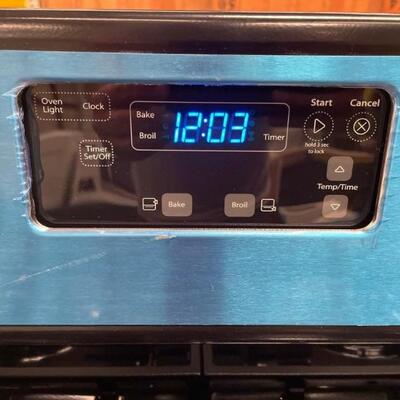 Oven
Light
Clock
Timer
Set/Off
Bake
Broil
12:03
Timer
Start
Cancel
hold 3 sec
to lock
Temp/Time
Bake
Broil